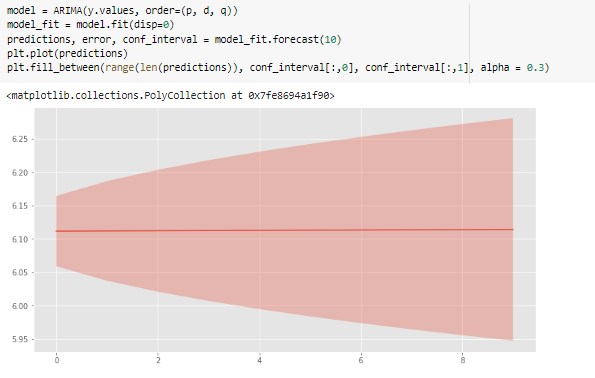 model = ARIMA(y.values, order=(p, d, q))
model_fit = model.fit(disp=0)
predictions, error, conf_interval = model_fit.forecast(10)
plt.plot(predictions)
plt.fill_between(range(len(predictions)), conf_interval[:,0], conf_interval[:,1], alpha = 0.3)
<matplotlib.collections.PolyCollection at 0x7fe8694a1f90>
6.25
6.20
6.15
6.10
6.05
6.00
5.95
0 2 4 6 8